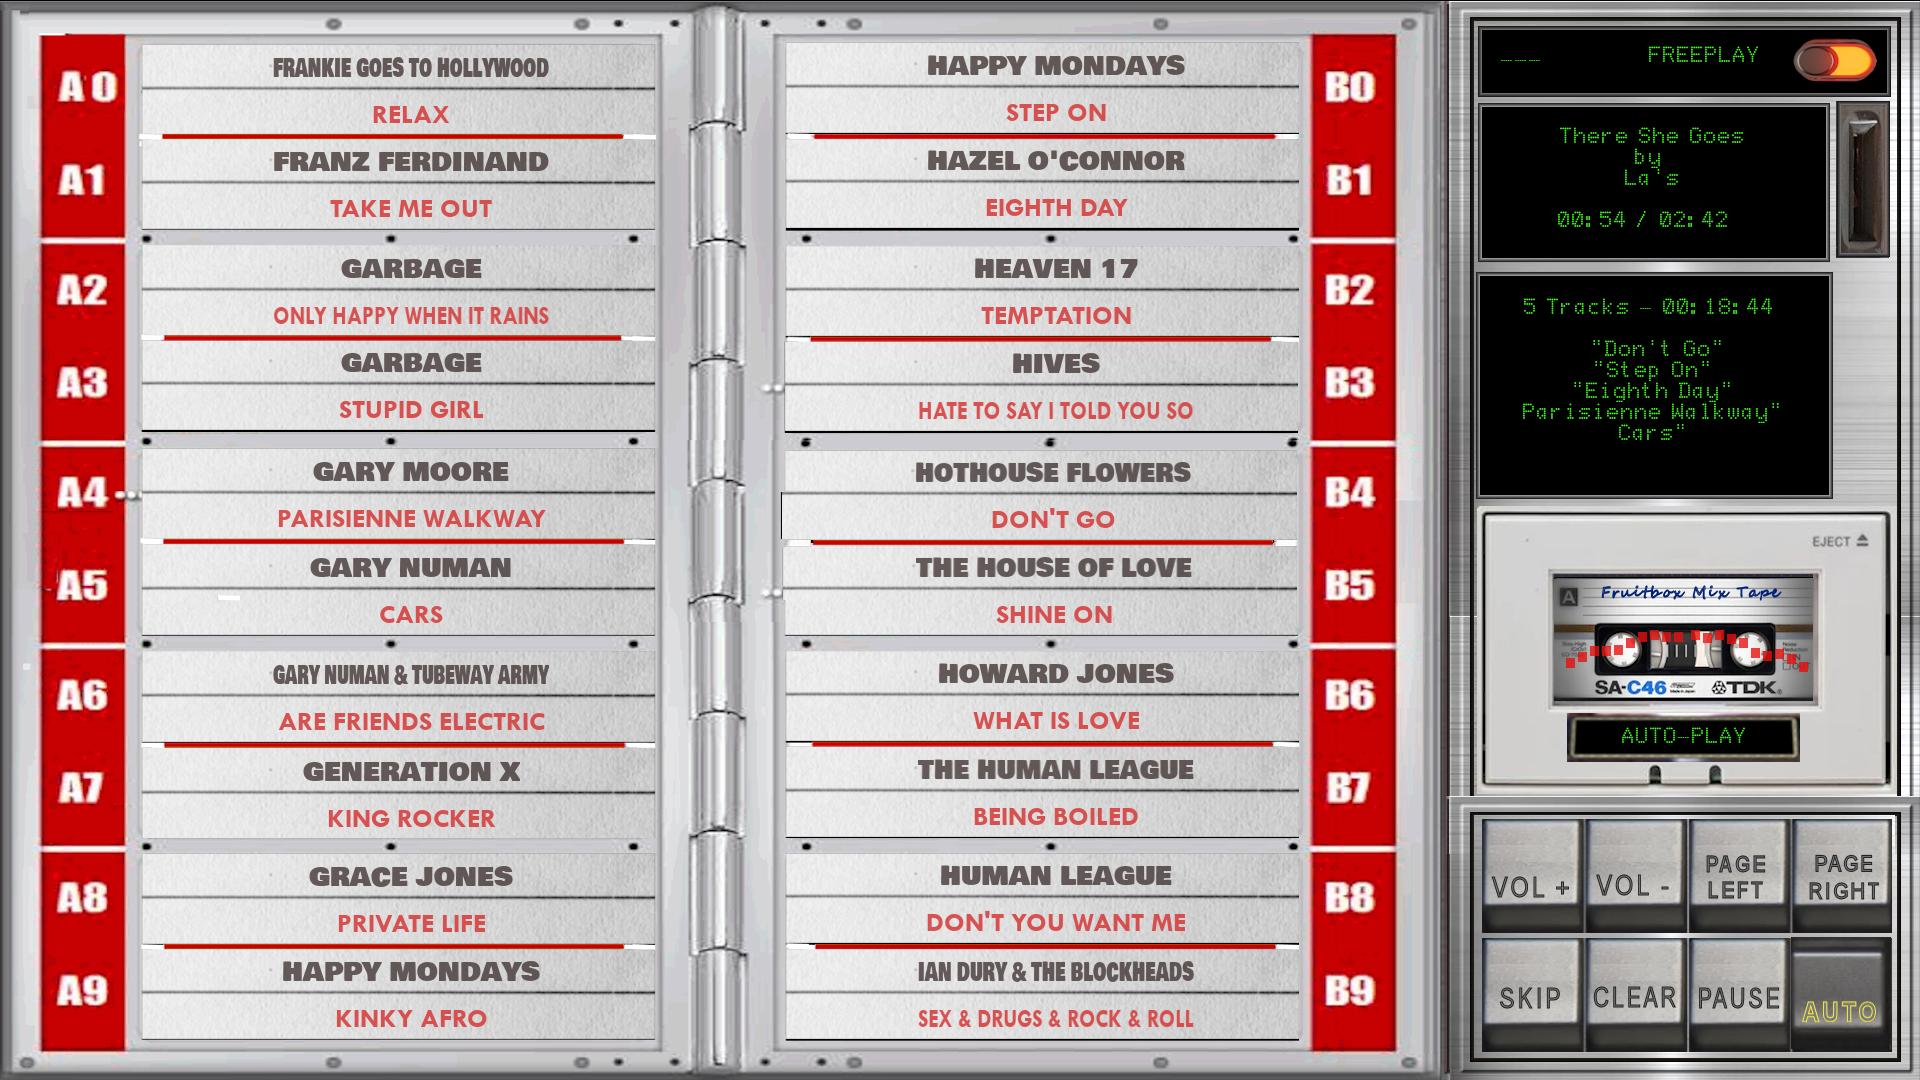 A0
FRANKIE GOES TO HOLLYWOOD
RELAX
A1
FRANZ FERDINAND
TAKE ME OUT
A2
GARBAGE
ONLY HAPPY WHEN IT RAINS
A3
GARBAGE
STUPID GIRL
A4
GARY MOORE
PARISIENNE WALKWAY
A5
GARY NUMAN
CARS
A6
GARY NUMAN & TUBEWAY ARMY
ARE FRIENDS ELECTRIC
A7
GENERATION X
KING ROCKER
A8
GRACE JONES
PRIVATE LIFE
A9
HAPPY MONDAYS
KINKY AFRO
HAPPY MONDAYS
B0
STEP ON
HAZEL O'CONNOR
B1
EIGHTH DAY
HEAVEN 17
B2
TEMPTATION
HIVES
B3
HATE TO SAY I TOLD YOU SO
HOTHOUSE FLOWERS
B4
DON'T GO
THE HOUSE OF LOVE
B5
SHINE ON
HOWARD JONES
B6
WHAT IS LOVE
THE HUMAN LEAGUE
B7
BEING BOILED
HUMAN LEAGUE
B8
DON'T YOU WANT ME
IAN DURY & THE BLOCKHEADS
B9
SEX & DRUGS & ROCK & ROLL
--- FREEPLAY
There She Goes
by
La's
00:54 / 02:42
5 Tracks - 00:18:44
"Don't Go"
"Step On"
"Eighth Day"
Parisienne Walkway"
Cars"
EJECT
A Fruitbox Mix Tape
SA-C46 TDK
AUTO-PLAY
VOL +
VOL -
PAGE LEFT
PAGE RIGHT
SKIP
CLEAR
PAUSE
AUTO